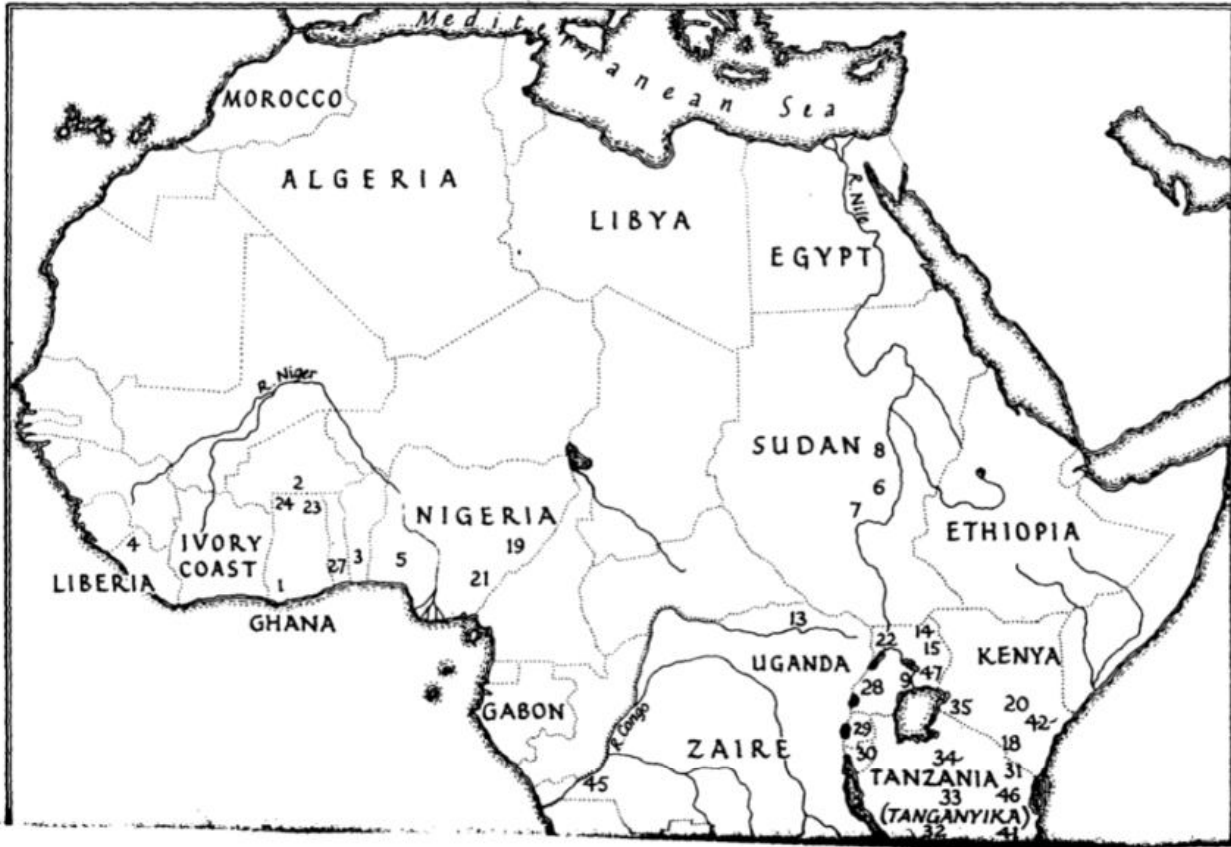 Mediterranean Sea
MOROCCO
ALGERIA
LIBYA
R. Nile
EGYPT
R. Niger
SUDAN 8
6
2
24 23
7
NIGERIA
ETHIOPIA
4
IVORY
COAST
3
5
19
LIBERIA
27
21
1
GHANA
13
22
14
15
UGANDA
KENYA
47
9
28
35
20
GABON
42
R. Congo
29
18
ZAIRE
30
34
31
45
TANZANIA
33
46
(TANGANYIKA)
32
41